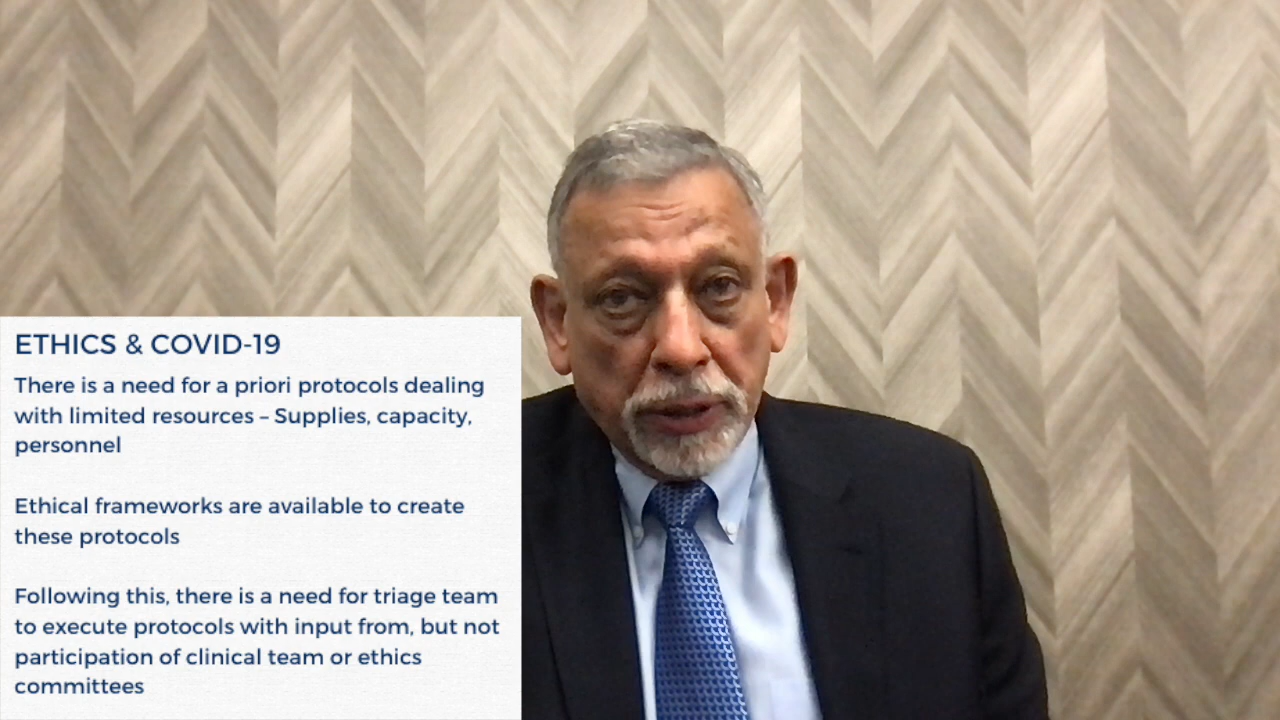 ETHICS & COVID-19
There is a need for a priori protocols dealing
with limited resources – Supplies, capacity,
personnel
Ethical frameworks are available to create
these protocols
Following this, there is a need for triage team
to execute protocols with input from, but not
participation of clinical team or ethics
committees